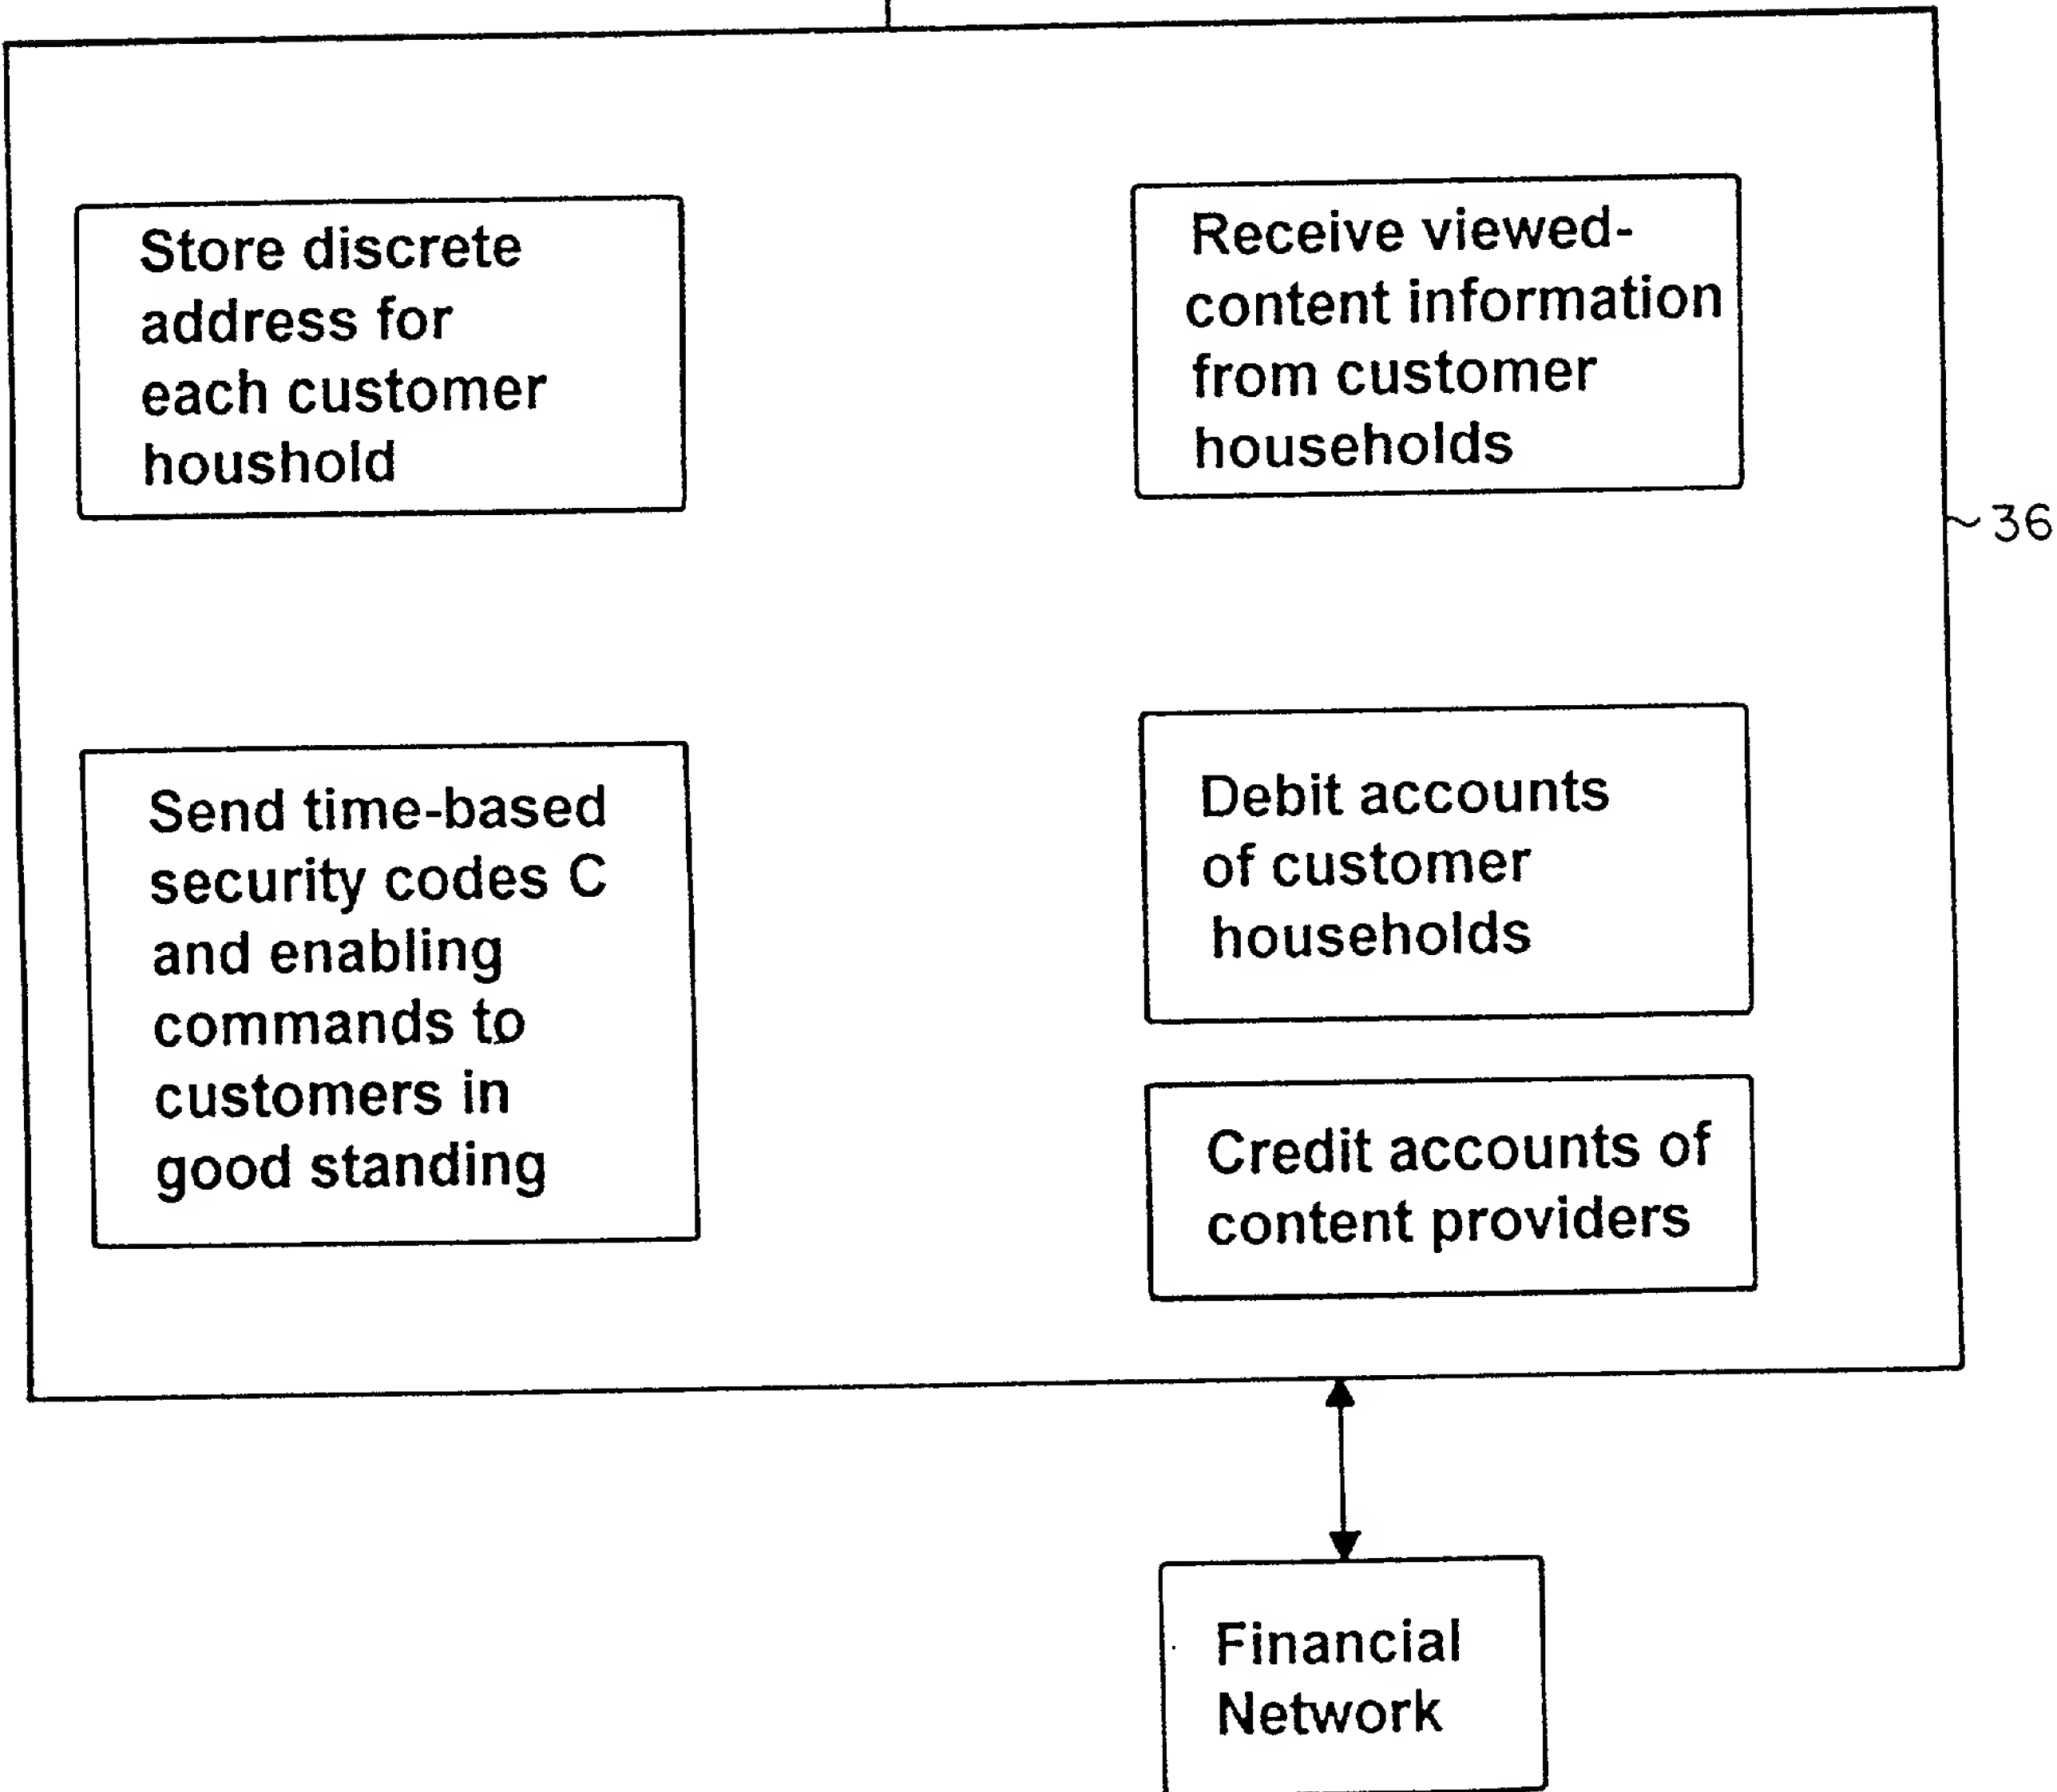 Store discrete
address for
each customer
houshold
Receive viewed-
content information
from customer
households
36
Send time-based
security codes C
and enabling
commands to
customers in
good standing
Debit accounts
of customer
households
Credit accounts of
content providers
Financial
Network